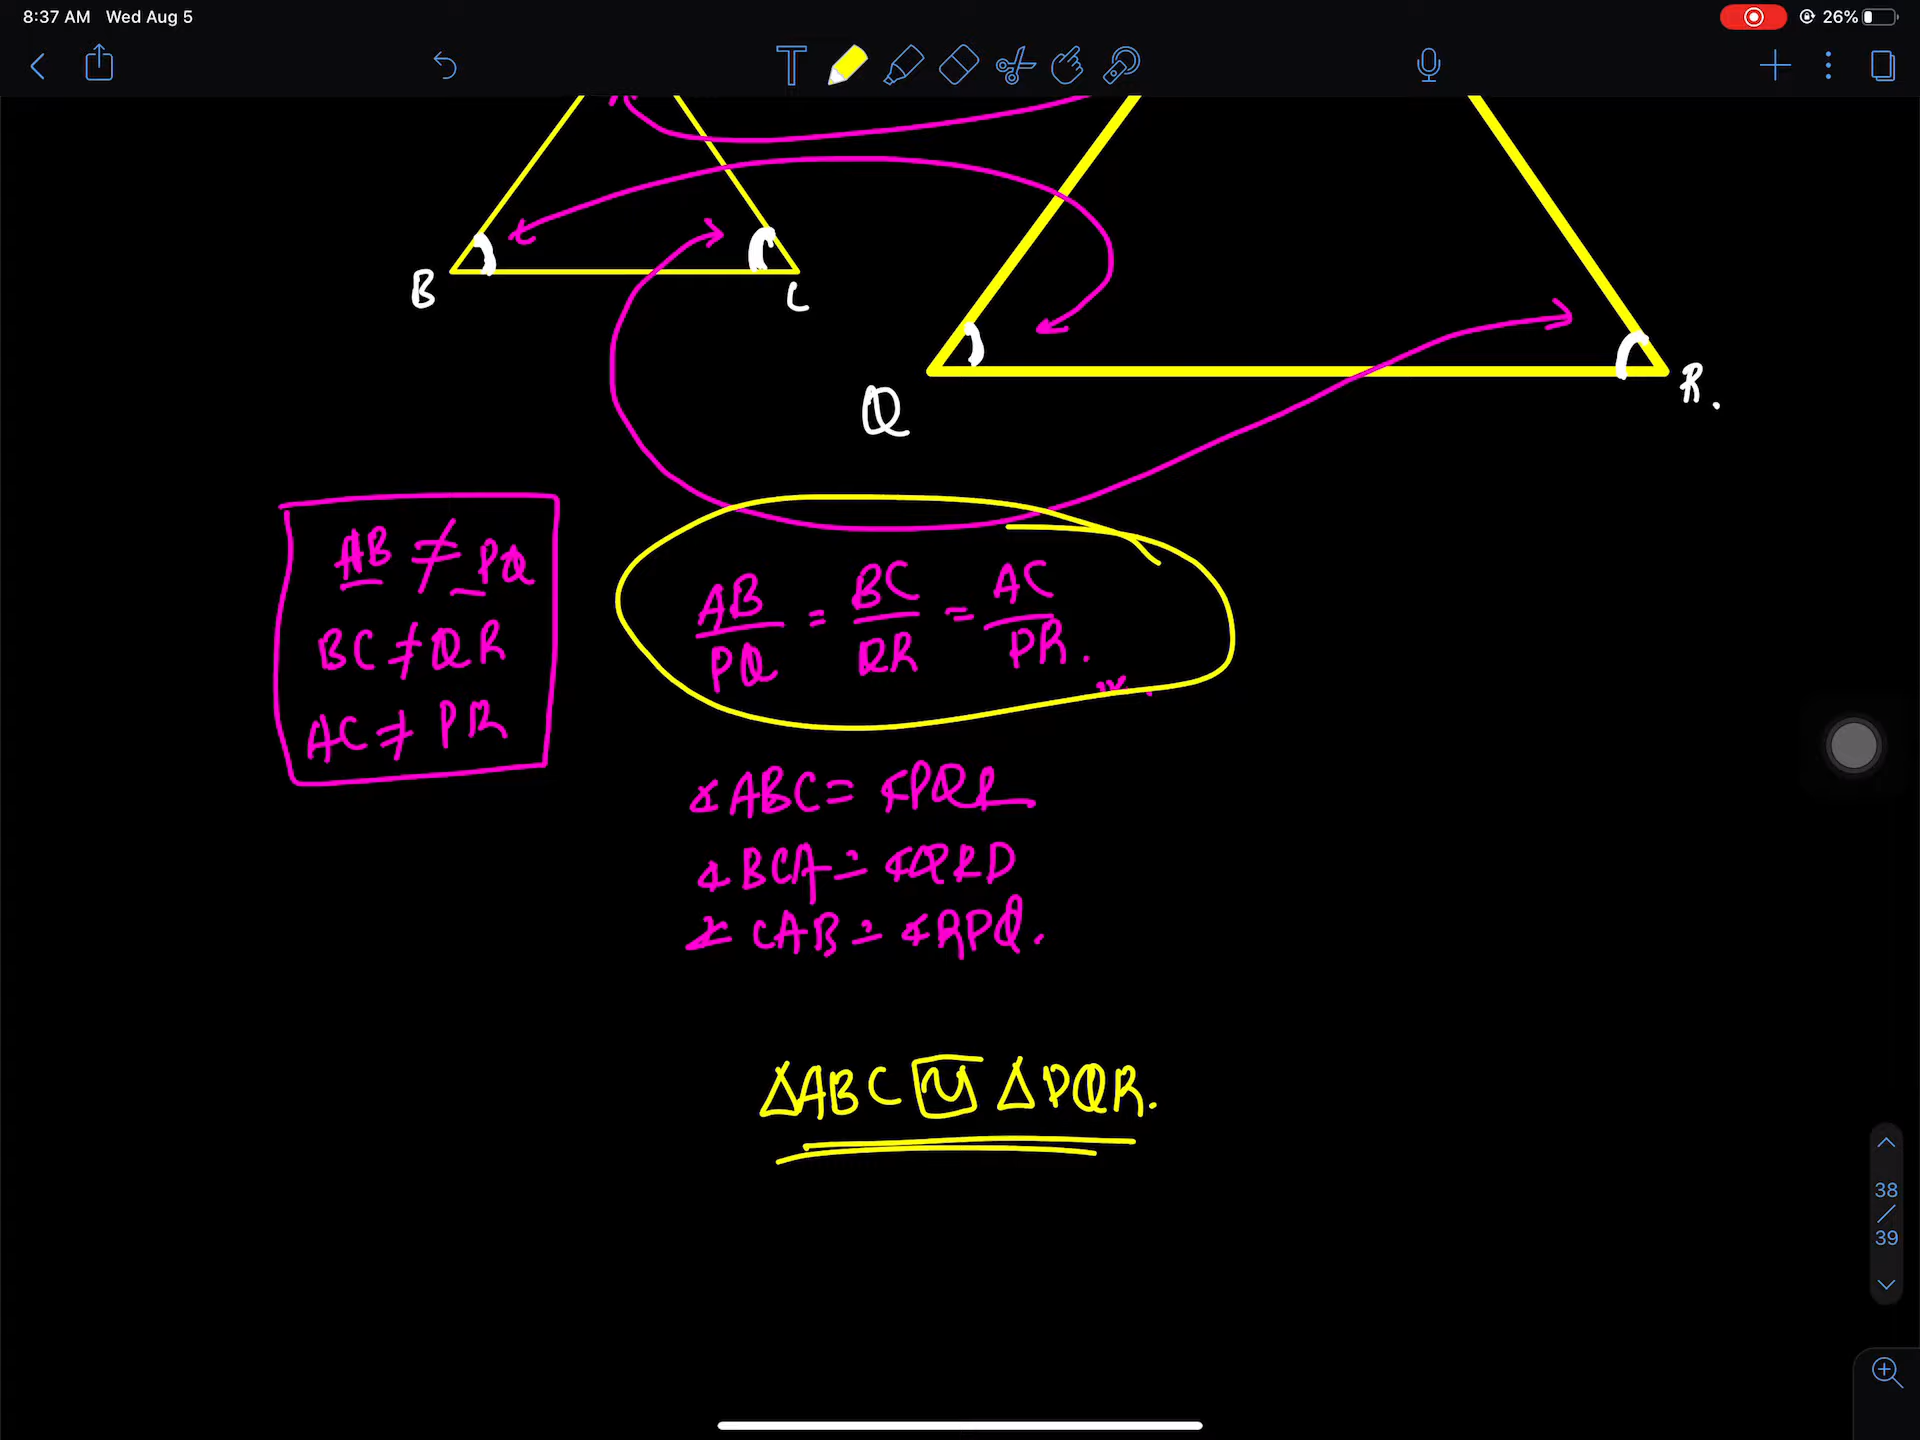 8:37 AM Wed Aug 5
26%
T
B
C
Q
R.
AB ≠ PQ
BC ≠ QR
AC ≠ PR
AB/PQ = BC/QR = AC/PR.
∡ABC = ∡PQR
∡BCA = ∡QRP
∡CAB = ∡RPQ.
ΔABC ~ ΔPQR.
38
/
39